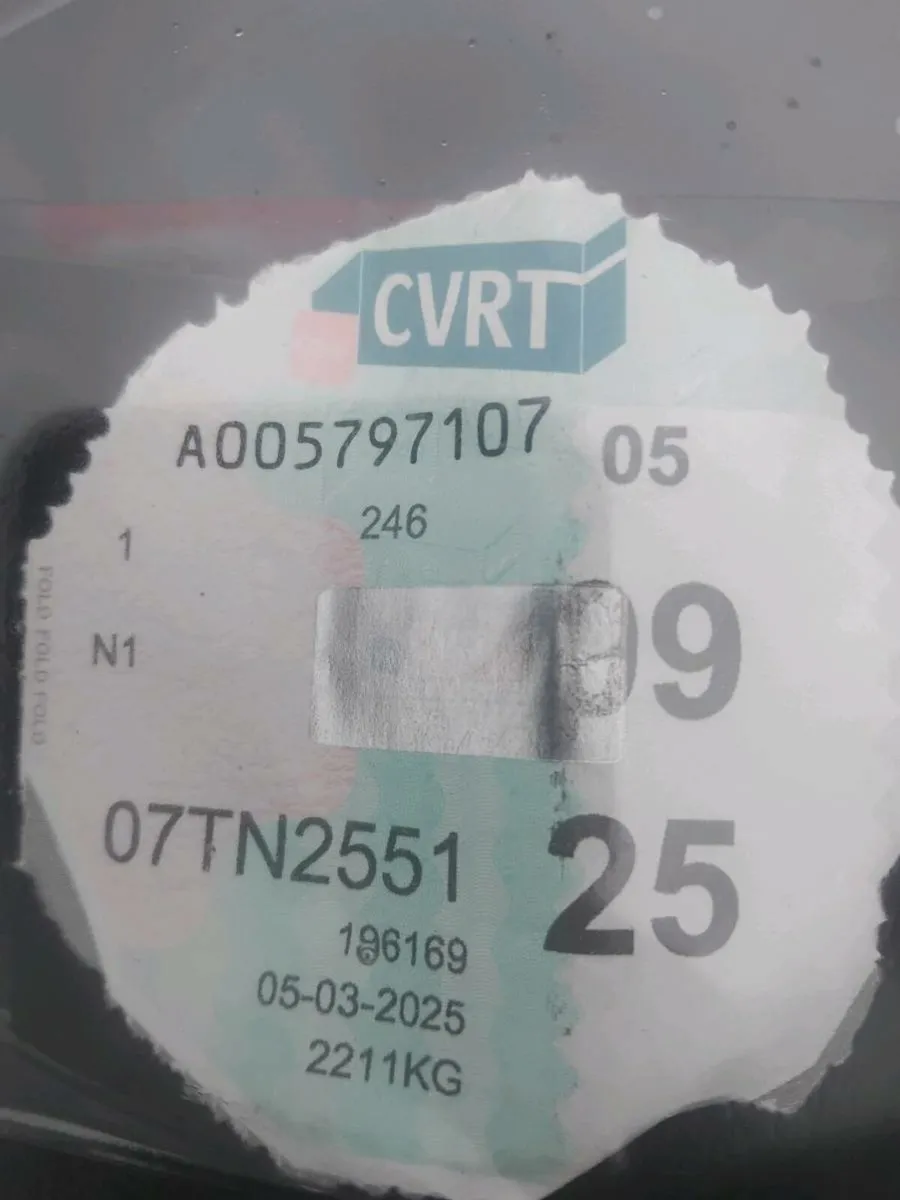 CVRT
A005797107 05
246
1
09
N1
FOLD FOLD FOLD
07TN2551 25
196169
05-03-2025
2211KG